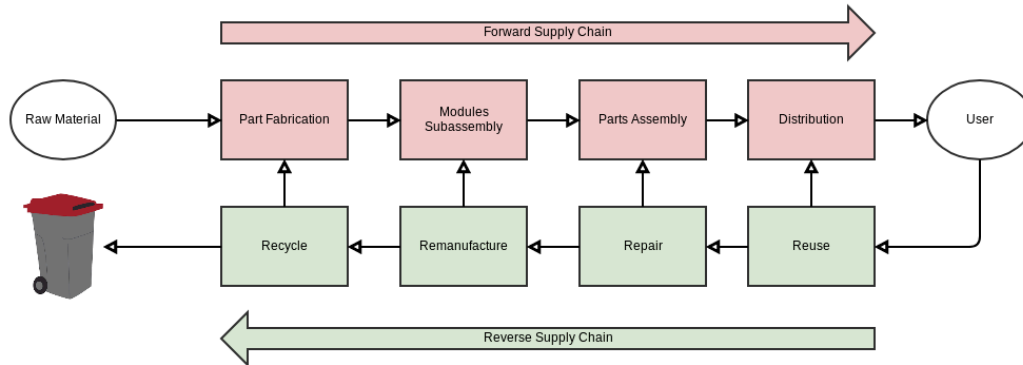 Forward Supply Chain
Raw Material
Part Fabrication
Modules
Subassembly
Parts Assembly
Distribution
User
Recycle
Remanufacture
Repair
Reuse
Reverse Supply Chain